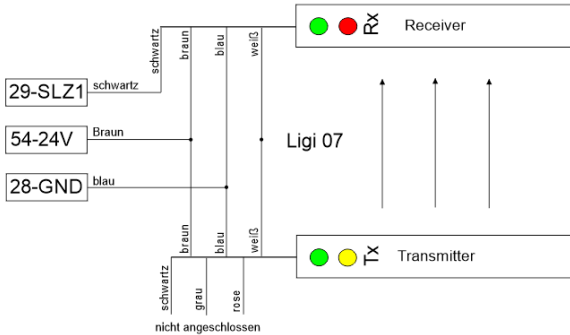 schwartz
braun
blau
weiß
Rx
Receiver
29-SLZ1
schwartz
54-24V
Braun
28-GND
blau
Ligi 07
braun
blau
weiß
Tx
Transmitter
schwartz
grau
rose
nicht angeschlossen